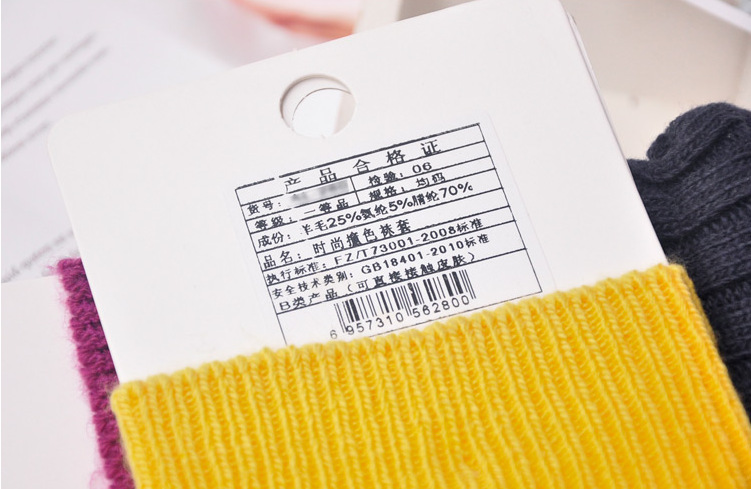 产品合格证
货号： 检验：06
等级：一等品 规格：均码
成份：羊毛25%氨纶5%腈纶70%
品名：时尚撞色袜套
执行标准：FZ/T73001-2008标准
安全技术类别：GB18401-2010标准
B类产品（可直接接触皮肤）
6 957310 562800